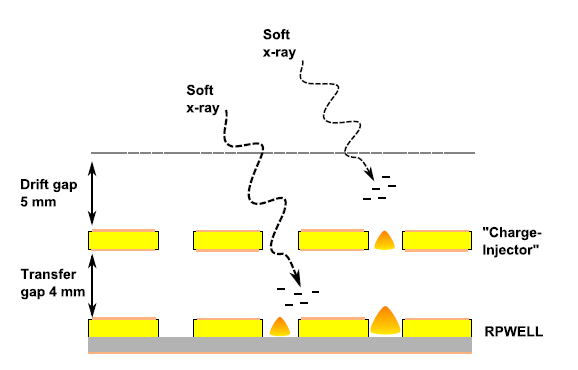 Soft
x-ray
Soft
x-ray
Drift gap
5 mm
"Charge-
Injector"
Transfer
gap 4 mm
RPWELL